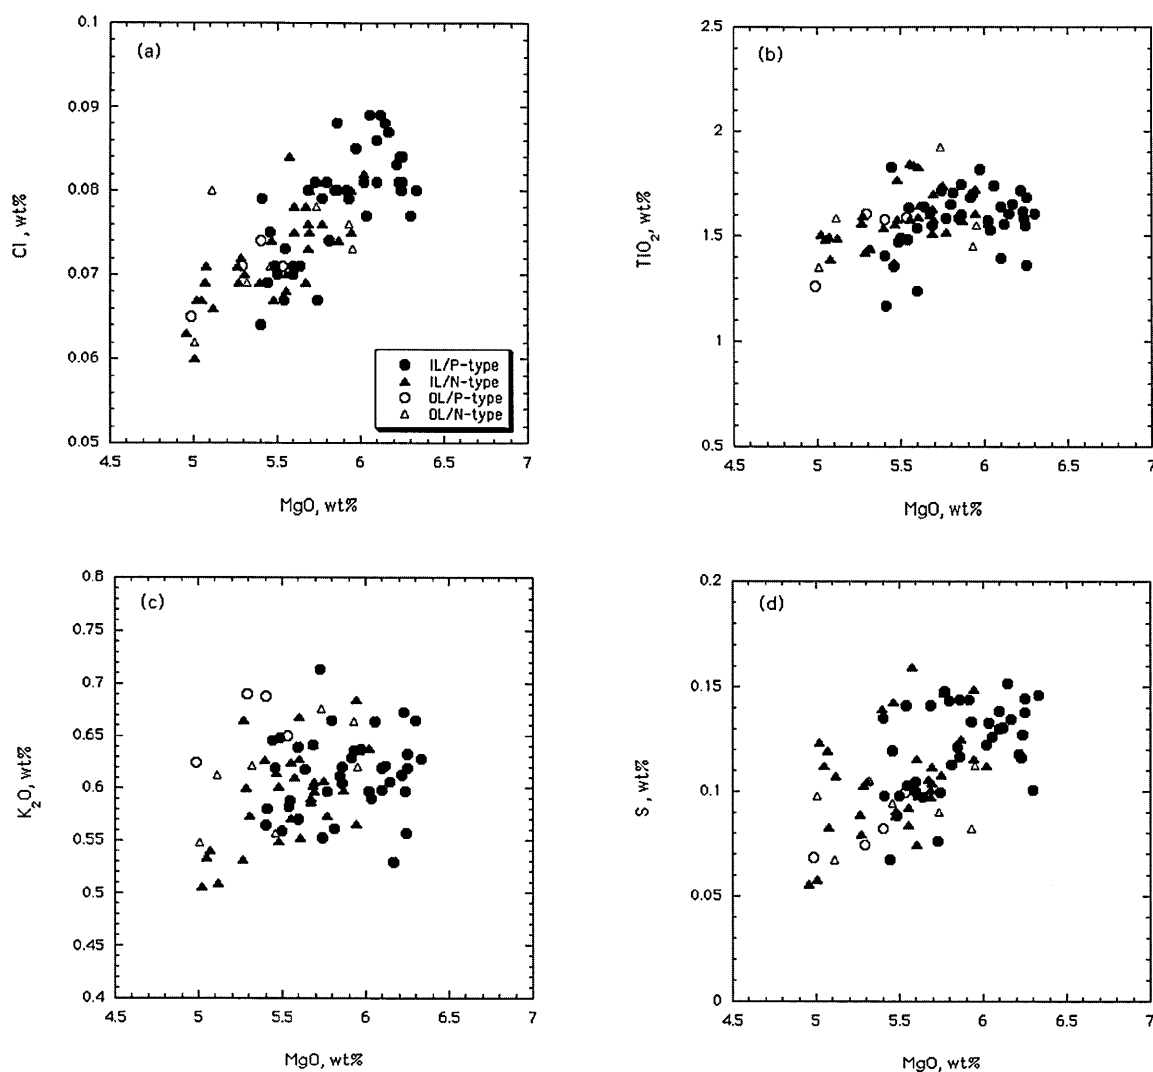 (a)
0.1
0.09
0.08
0.07
0.06
0.05
Cl, wt%
IL/P-type
IL/N-type
OL/P-type
OL/N-type
4.5 5 5.5 6 6.5 7
MgO, wt%
(b)
2.5
2
1.5
1
0.5
TiO2, wt%
4.5 5 5.5 6 6.5 7
MgO, wt%
(c)
0.8
0.75
0.7
0.65
0.6
0.55
0.5
0.45
0.4
K2O, wt%
4.5 5 5.5 6 6.5 7
MgO, wt%
(d)
0.2
0.15
0.1
0.05
0
S, wt%
4.5 5 5.5 6 6.5 7
MgO, wt%